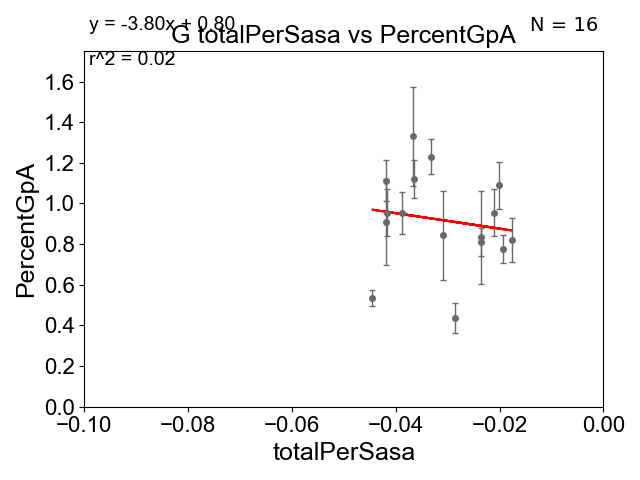 y = -3.80x + 0.80
N = 16
G totalPerSasa vs PercentGpA
r^2 = 0.02
PercentGpA
1.6
1.4
1.2
1.0
0.8
0.6
0.4
0.2
0.0
−0.10
−0.08
−0.06
−0.04
−0.02
0.00
totalPerSasa